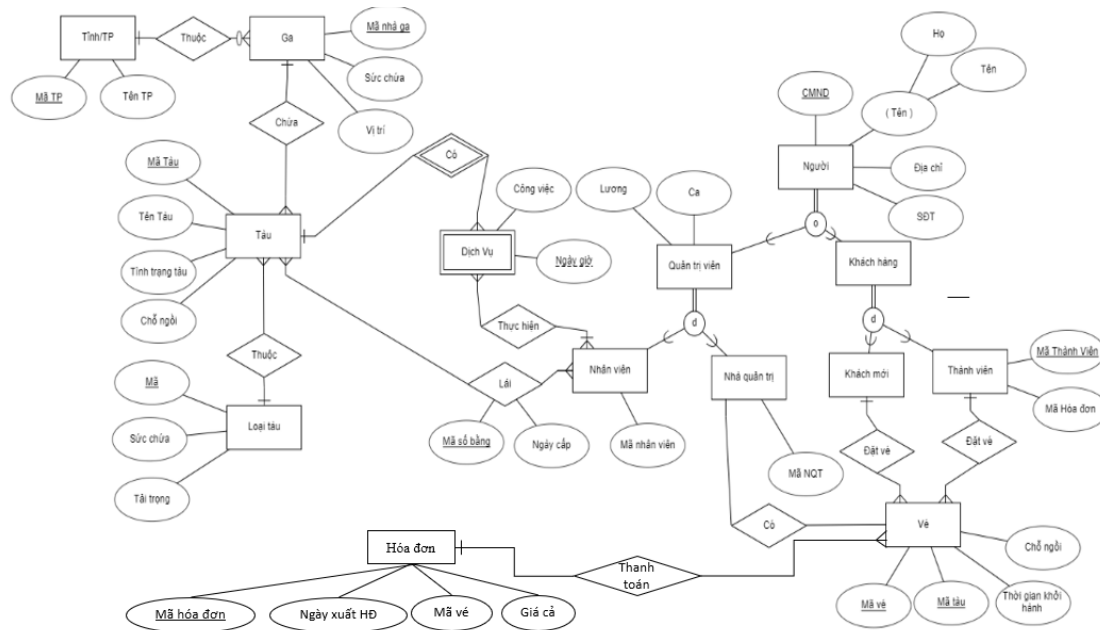 Tỉnh/TP
Thuộc
Ga
Mã nhà ga
Sức chứa
Vị trí
Mã TP
Tên TP
Chứa
Họ
Tên
CMND
( Tên )
Người
Địa chỉ
SĐT
o
Mã Tàu
Tên Tàu
Tình trạng tàu
Chỗ ngồi
Tàu
Có
Công việc
Dịch Vụ
Ngày giờ
Lương
Ca
Quản trị viên
Khách hàng
d
d
Thuộc
Thực hiện
Nhân viên
Nhà quản trị
Khách mới
Thành viên
Mã Thành Viên
Mã Hóa đơn
Mã
Sức chứa
Tải trọng
Loại tàu
Lái
Mã số bằng
Ngày cấp
Mã nhân viên
Mã NQT
Đặt vé
Đặt vé
Có
Vé
Chỗ ngồi
Mã vé
Mã tàu
Thời gian khởi
hành
Hóa đơn
Thanh
toán
Mã hóa đơn
Ngày xuất HĐ
Mã vé
Giá cả